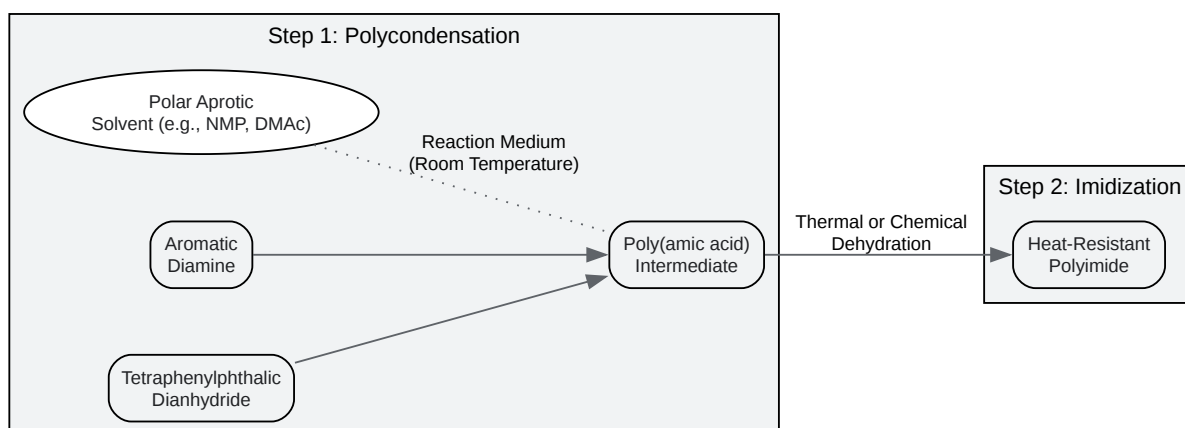 Step 1: Polycondensation
Polar Aprotic
Solvent (e.g., NMP, DMAc)
Reaction Medium
(Room Temperature)
Aromatic
Diamine
Tetraphenylphthalic
Dianhydride
Poly(amic acid)
Intermediate
Thermal or Chemical
Dehydration
Step 2: Imidization
Heat-Resistant
Polyimide